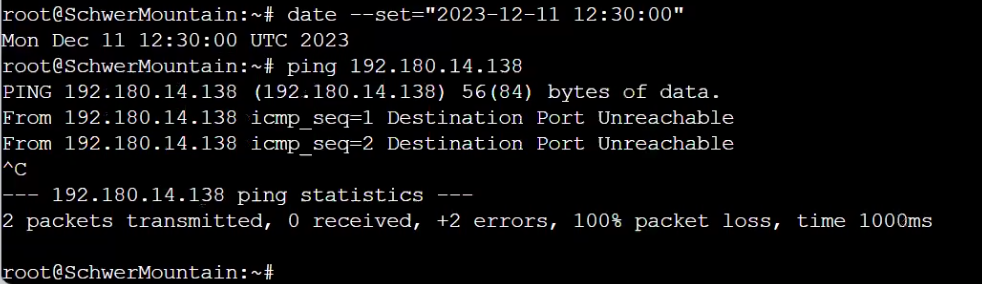 root@SchwerMountain:~# date --set="2023-12-11 12:30:00"
Mon Dec 11 12:30:00 UTC 2023
root@SchwerMountain:~# ping 192.180.14.138
PING 192.180.14.138 (192.180.14.138) 56(84) bytes of data.
From 192.180.14.138 icmp_seq=1 Destination Port Unreachable
From 192.180.14.138 icmp_seq=2 Destination Port Unreachable
^C
--- 192.180.14.138 ping statistics ---
2 packets transmitted, 0 received, +2 errors, 100% packet loss, time 1000ms
root@SchwerMountain:~#